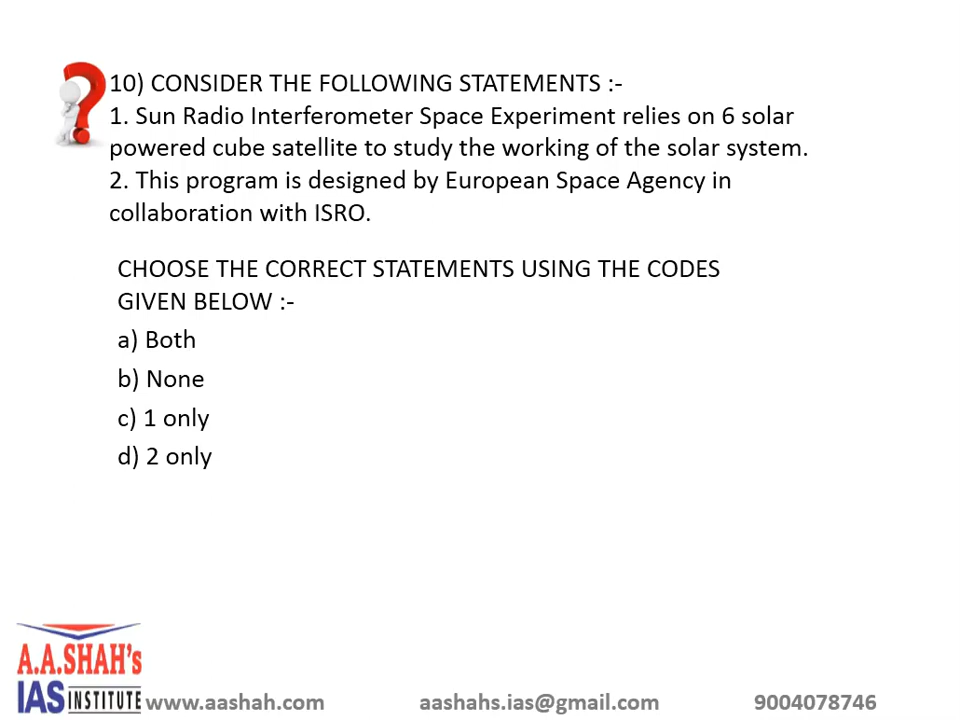 10) CONSIDER THE FOLLOWING STATEMENTS :-
1. Sun Radio Interferometer Space Experiment relies on 6 solar
powered cube satellite to study the working of the solar system.
2. This program is designed by European Space Agency in
collaboration with ISRO.
CHOOSE THE CORRECT STATEMENTS USING THE CODES
GIVEN BELOW :-
a) Both
b) None
c) 1 only
d) 2 only
A.A.SHAH's
IAS INSTITUTE www.aashah.com aashahs.ias@gmail.com 9004078746